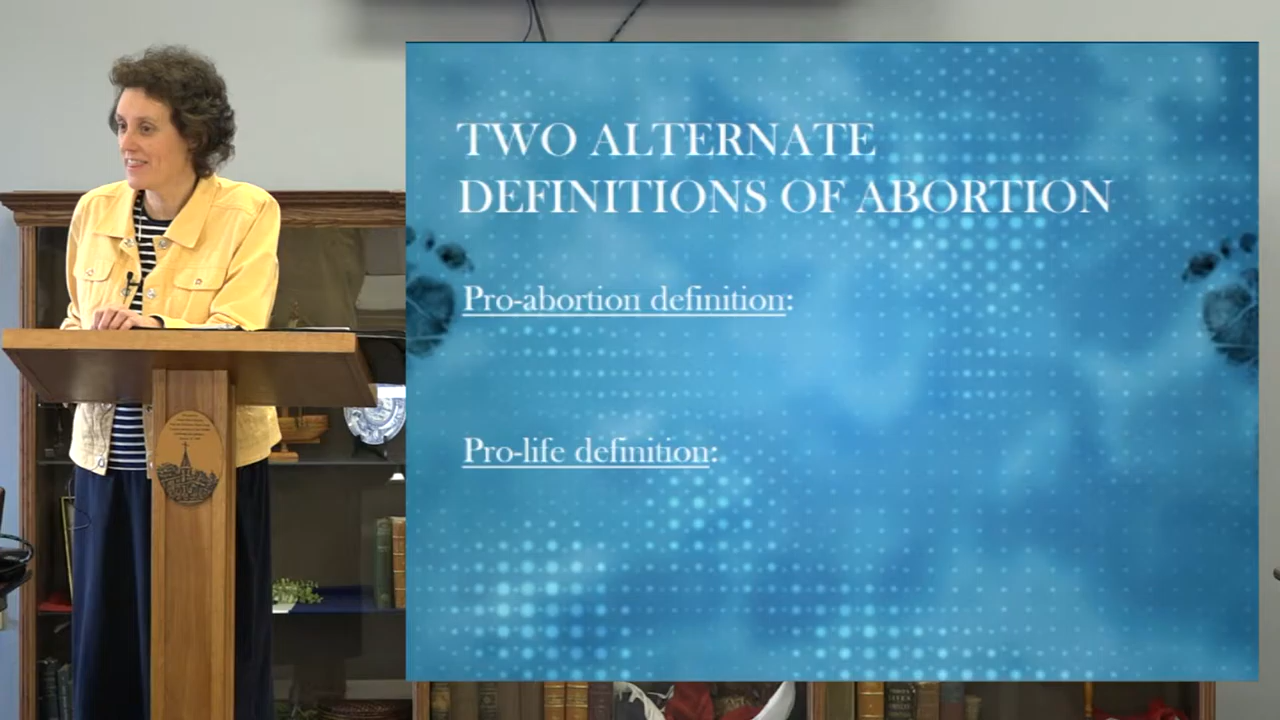 TWO ALTERNATE
DEFINITIONS OF ABORTION
Pro-abortion definition:
Pro-life definition: